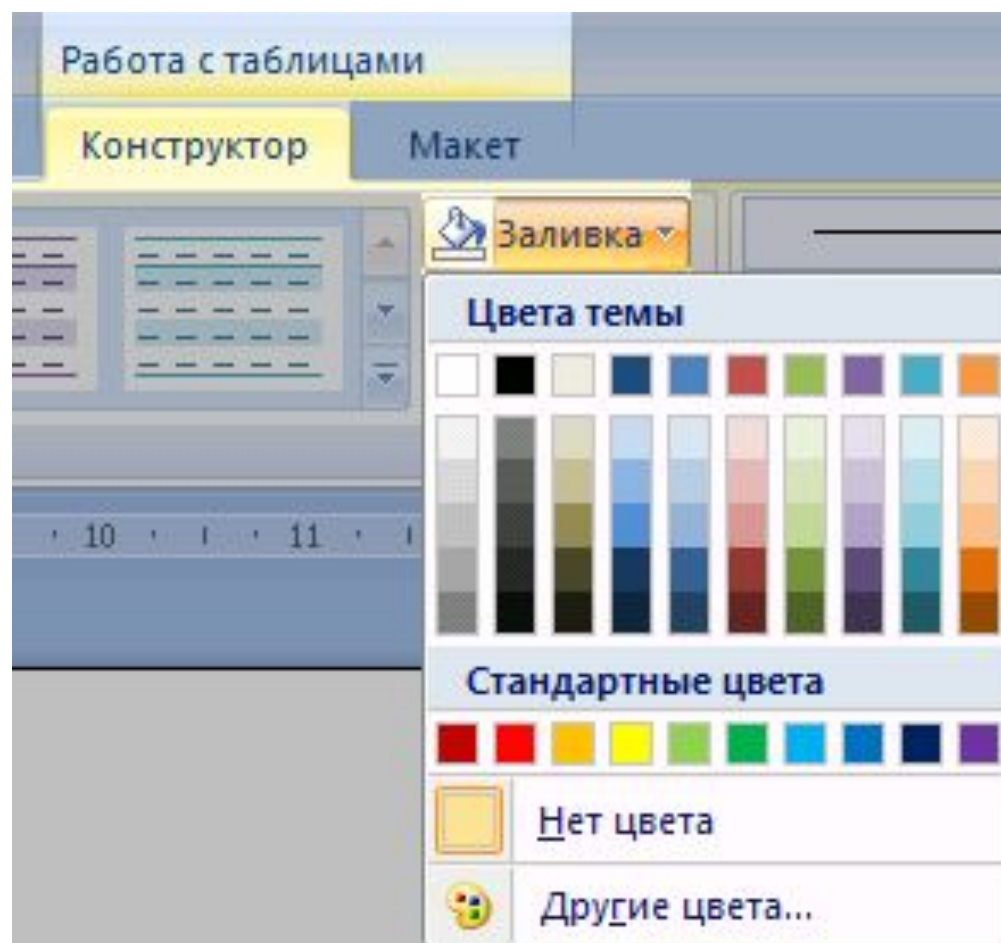 Работа с таблицами
Конструктор Макет
Заливка
Цвета темы
10 11
Стандартные цвета
Нет цвета
Другие цвета...